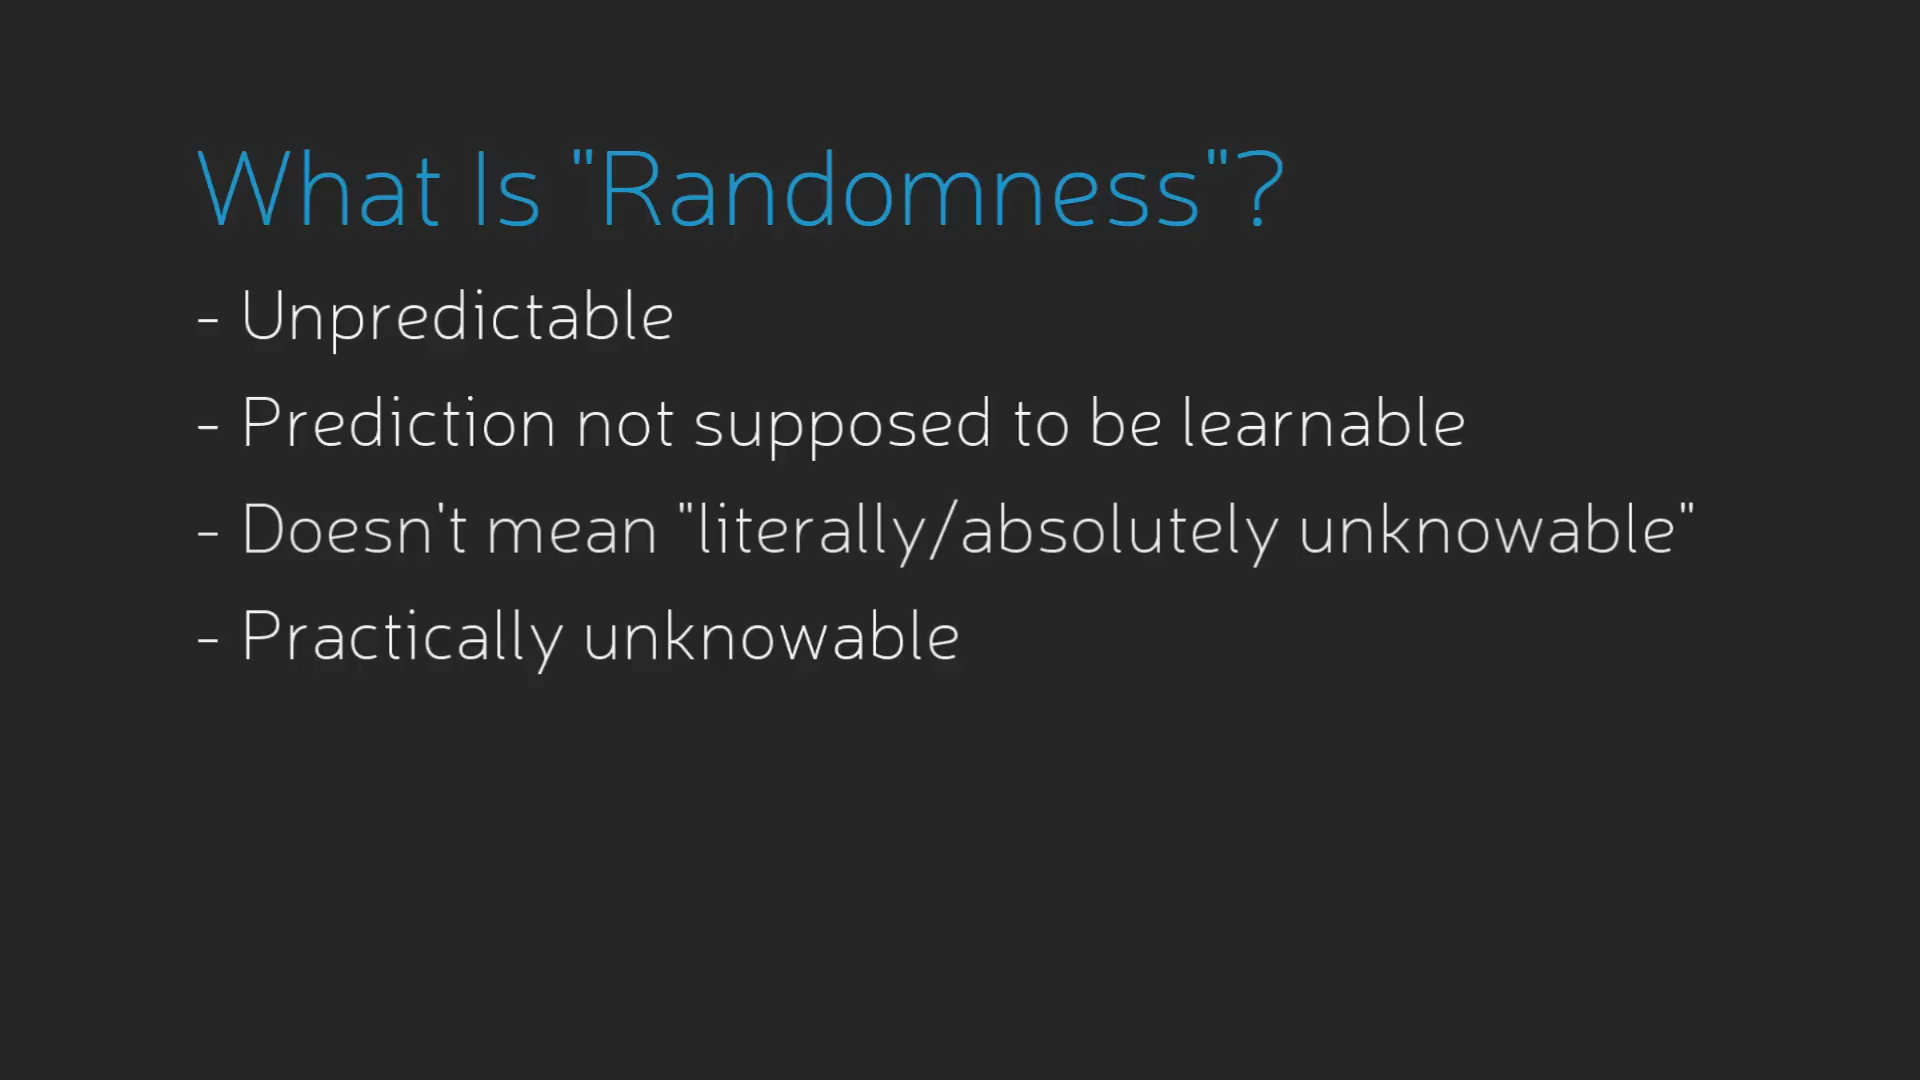 What Is "Randomness"?
- Unpredictable
- Prediction not supposed to be learnable
- Doesn't mean "literally/absolutely unknowable"
- Practically unknowable